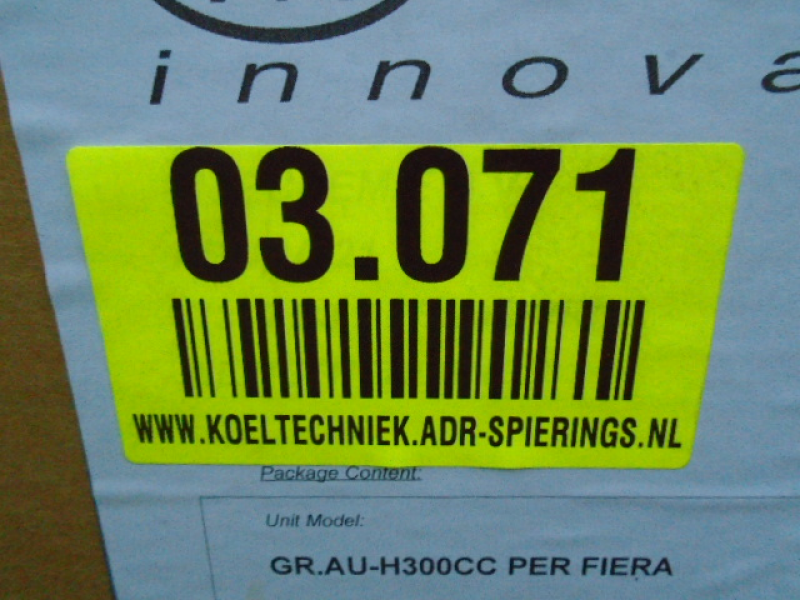 innova
03.071
WWW.KOELTECHNIEK.ADR-SPIERINGS.NL
Package Content:
Unit Model:
GR.AU-H300CC PER FIERA